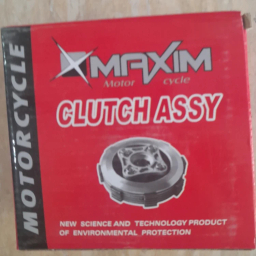 MAXIM
Motor cycle
CLUTCH ASSY
MOTORCYCLE
NEW SCIENCE AND TECHNOLOGY PRODUCT
OF ENVIRONMENTAL PROTECTION